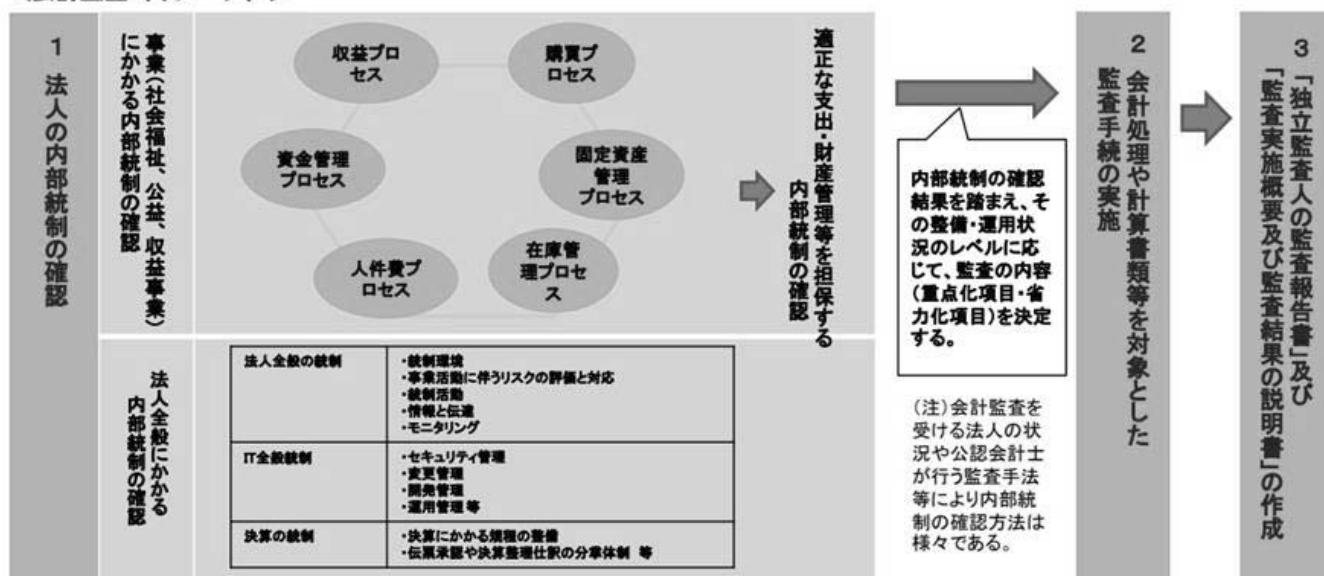 1 法人の内部統制の確認
事業(社会福祉、公益、収益事業)
にかかる内部統制の確認
収益プロ
セス
購買プ
ロセス
資金管理
プロセス
固定資産
管理
プロセス
人件費プ
ロセス
在庫管
理プロセ
ス
適正な支出・財産管理等を担保する
内部統制の確認
法人全般にかかる
内部統制の確認
法人全般の統制
・統制環境
・事業活動に伴うリスクの評価と対応
・統制活動
・情報と伝達
・モニタリング
IT全般統制
・セキュリティ管理
・変更管理
・開発管理
・運用管理 等
決算の統制
・決算にかかる規程の整備
・伝票承認や決算整理仕訳の分掌体制 等
内部統制の確認
結果を踏まえ、そ
の整備・運用状
況のレベルに応
じて、監査の内容
(重点化項目・省
力化項目)を決定
する。
(注)会計監査を
受ける法人の状
況や公認会計士
が行う監査手法
等により内部統
制の確認方法は
様々である。
2 会計処理や計算書類等を対象とした
監査手続の実施
3 「独立監査人の監査報告書」及び
「監査実施概要及び監査結果の説明書」の作成